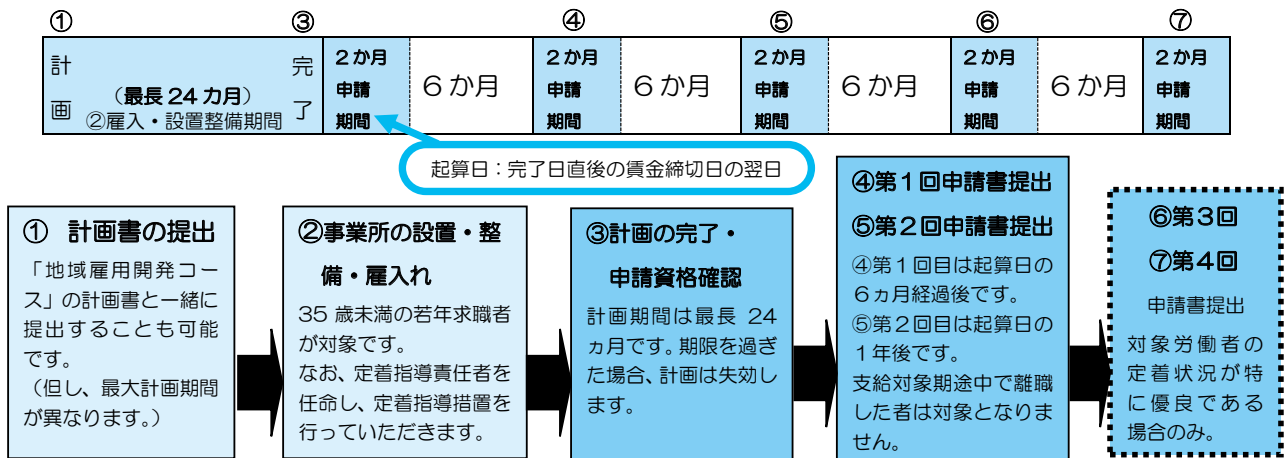 ① ③ ④ ⑤ ⑥ ⑦
計 完
画 了
（最長 24 カ月）
②雇入・設置整備期間
２か月
申請
期間
６か月
２か月
申請
期間
６か月
２か月
申請
期間
６か月
２か月
申請
期間
６か月
２か月
申請
期間
起算日：完了日直後の賃金締切日の翌日
① 計画書の提出
「地域雇用開発コー
ス」の計画書と一緒に
提出することも可能
です。
（但し、最大計画期間
が異なります。）
②事業所の設置・整
備・雇入れ
35 歳未満の若年求職者
が対象です。
なお、定着指導責任者を
任命し、定着指導措置を
行っていただきます。
③計画の完了・
申請資格確認
計画期間は最長 24
ヵ月です。期限を過ぎ
た場合、計画は失効し
ます。
④第１回申請書提出
⑤第２回申請書提出
④第１回目は起算日の
６ヵ月経過後です。
⑤第２回目は起算日の
１年後です。
支給対象期途中で離職
した者は対象となりま
せん。
⑥第３回
⑦第４回
申請書提出
対象労働者の
定着状況が特
に優良である
場合のみ。